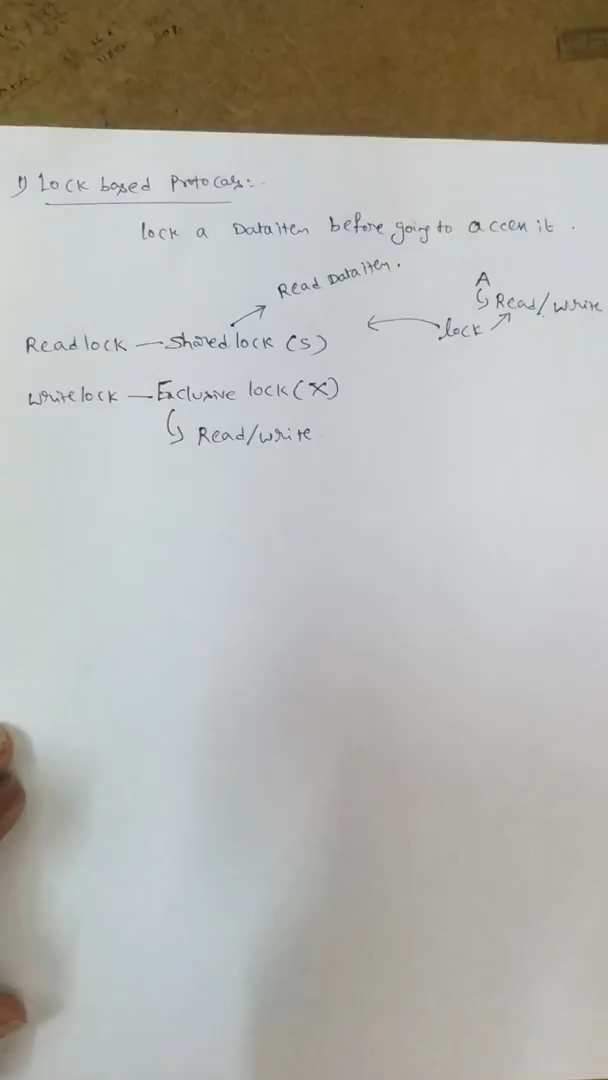 1) Lock based Protocals:-
lock a Dataitem before going to access it.
Read Dataitem.
A
Read/write
lock
Readlock — Shared lock (S)
writelock — Exclusive lock (X)
Read/write